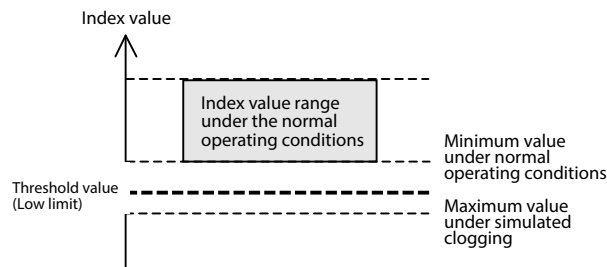 Index value
Index value range
under the normal
operating conditions
Minimum value
under normal
operating conditions
Threshold value
(Low limit)
Maximum value
under simulated
clogging